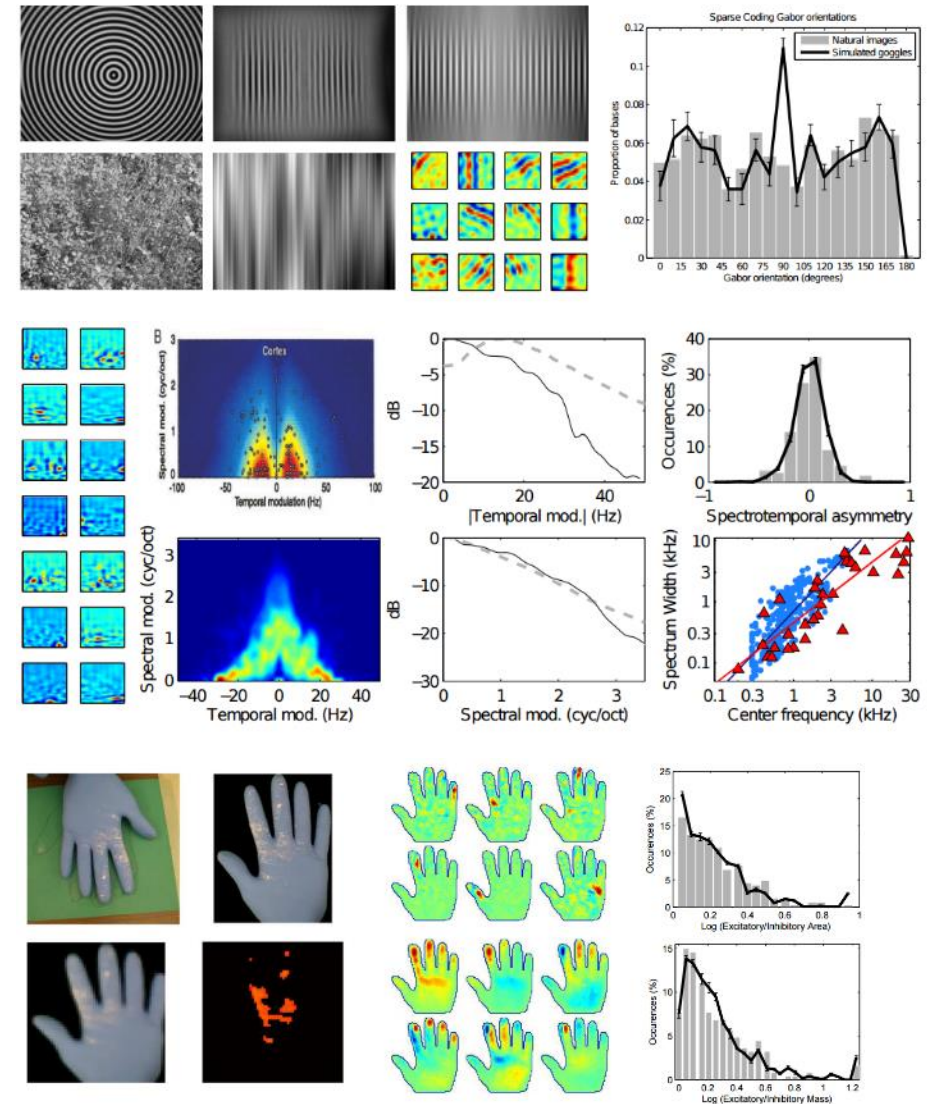 Sparse Coding Gabor orientations
Natural images
Simulated goggles
Proportion of bases
0.12
0.1
0.08
0.06
0.04
0.02
0
0 15 30 45 60 75 90 105 120 135 150 165 180
Gabor orientation (degrees)
B
Cortex
Spectral mod. (cyc/oct)
3
2
1
0
-100 -50 0 50 100
Temporal modulation (Hz)
dB
0
−5
−10
−15
−20
0 20 40
|Temporal mod.| (Hz)
Occurences (%)
40
30
20
10
0
−1 0 1
Spectrotemporal asymmetry
Spectral mod. (cyc/oct)
3
2
1
0
−40 −20 0 20 40
Temporal mod. (Hz)
dB
0
−10
−20
−30
0 1 2 3
Spectral mod. (cyc/oct)
Spectrum Width (kHz)
10
3
1
0.3
0.1
0.1 0.3 1 3 10 30
Center frequency (kHz)
Occurences (%)
25
20
15
10
5
0
0 0.2 0.4 0.6 0.8 1
Log (Excitatory/Inhibitory Area)
Occurences (%)
15
10
5
0
0 0.2 0.4 0.6 0.8 1.0 1.2
Log (Excitatory/Inhibitory Mass)